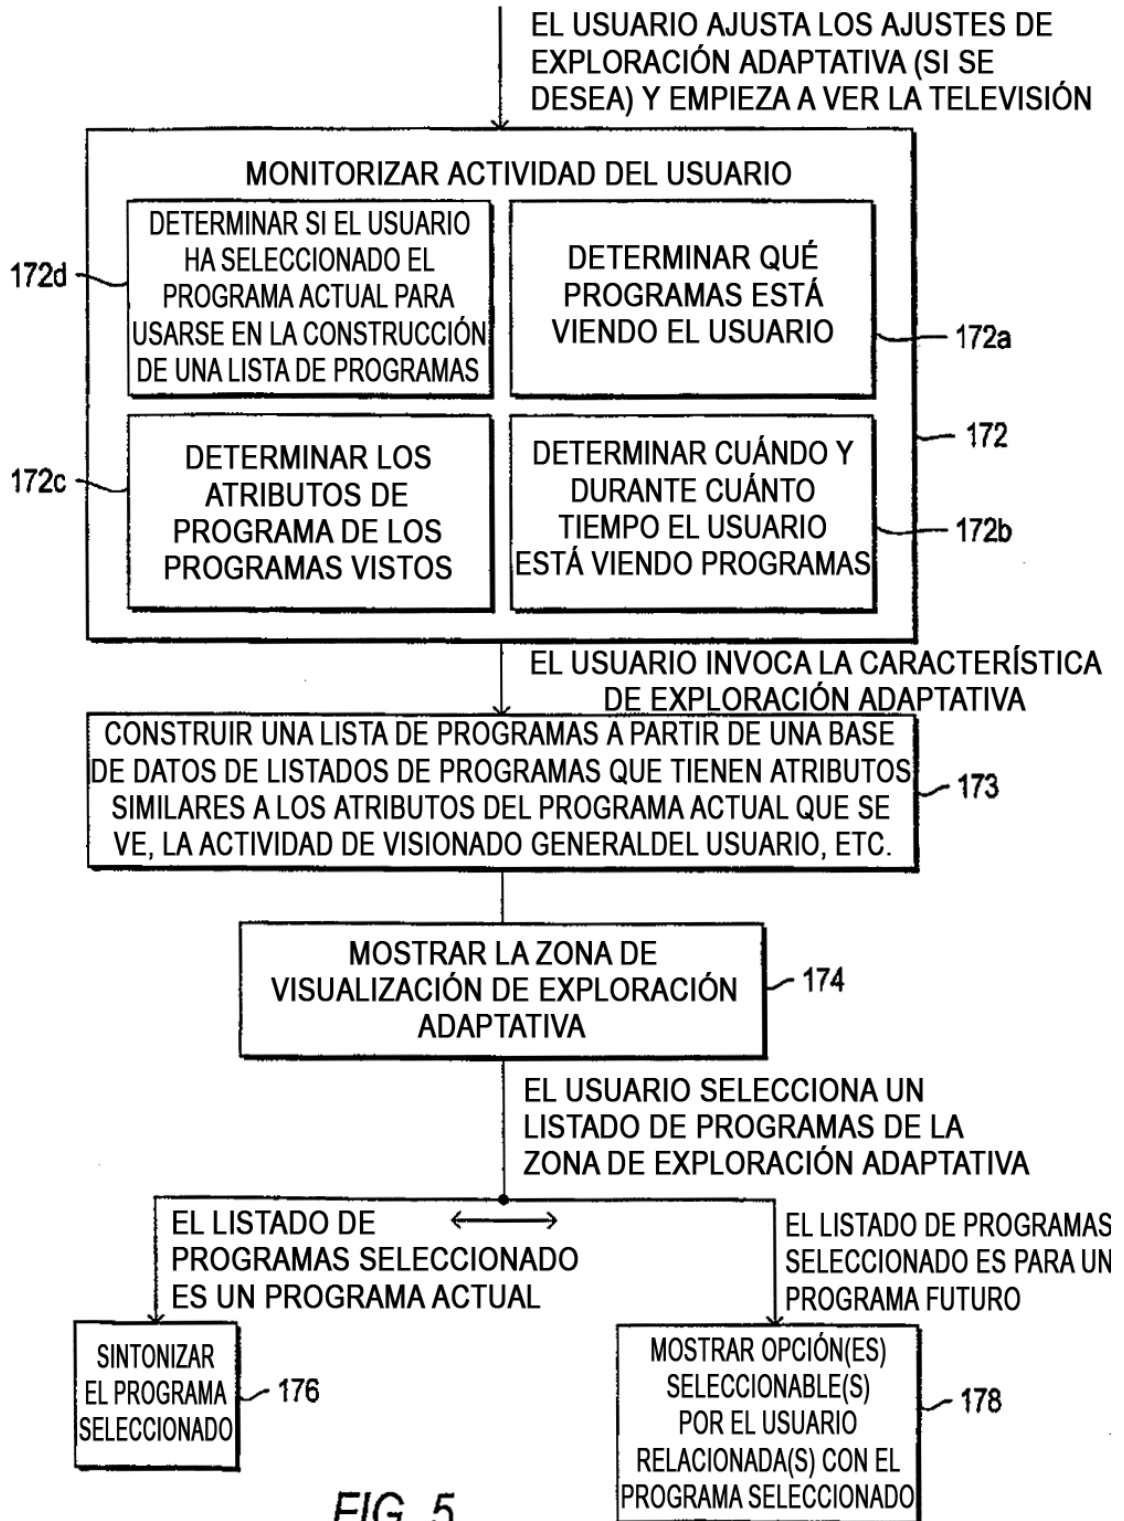 EL USUARIO AJUSTA LOS AJUSTES DE
EXPLORACIÓN ADAPTATIVA (SI SE
DESEA) Y EMPIEZA A VER LA TELEVISIÓN
MONITORIZAR ACTIVIDAD DEL USUARIO
172d
DETERMINAR SI EL USUARIO
HA SELECCIONADO EL
PROGRAMA ACTUAL PARA
USARSE EN LA CONSTRUCCIÓN
DE UNA LISTA DE PROGRAMAS
DETERMINAR QUÉ
PROGRAMAS ESTÁ
VIENDO EL USUARIO
172a
172
172c
DETERMINAR LOS
ATRIBUTOS DE
PROGRAMA DE LOS
PROGRAMAS VISTOS
DETERMINAR CUÁNDO Y
DURANTE CUÁNTO
TIEMPO EL USUARIO
ESTÁ VIENDO PROGRAMAS
172b
EL USUARIO INVOCA LA CARACTERÍSTICA
DE EXPLORACIÓN ADAPTATIVA
CONSTRUIR UNA LISTA DE PROGRAMAS A PARTIR DE UNA BASE
DE DATOS DE LISTADOS DE PROGRAMAS QUE TIENEN ATRIBUTOS
SIMILARES A LOS ATRIBUTOS DEL PROGRAMA ACTUAL QUE SE
VE, LA ACTIVIDAD DE VISIONADO GENERALDEL USUARIO, ETC.
173
MOSTRAR LA ZONA DE
VISUALIZACIÓN DE EXPLORACIÓN
ADAPTATIVA
174
EL USUARIO SELECCIONA UN
LISTADO DE PROGRAMAS DE LA
ZONA DE EXPLORACIÓN ADAPTATIVA
EL LISTADO DE
PROGRAMAS SELECCIONADO
ES UN PROGRAMA ACTUAL
EL LISTADO DE PROGRAMAS
SELECCIONADO ES PARA UN
PROGRAMA FUTURO
SINTONIZAR
EL PROGRAMA
SELECCIONADO
176
MOSTRAR OPCIÓN(ES)
SELECCIONABLE(S)
POR EL USUARIO
RELACIONADA(S) CON EL
PROGRAMA SELECCIONADO
178
FIG. 5